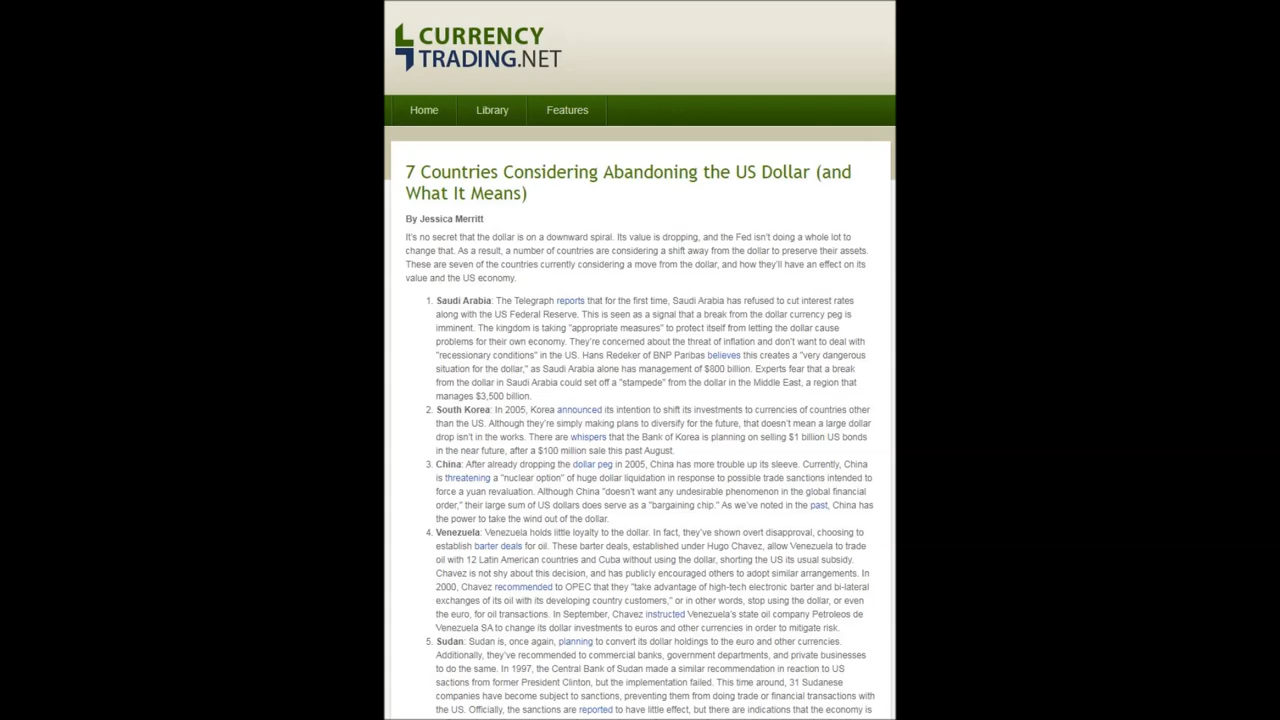 CURRENCY
TRADING.NET
Home Library Features
7 Countries Considering Abandoning the US Dollar (and
What It Means)
By Jessica Merritt
It's no secret that the dollar is on a downward spiral. Its value is dropping, and the Fed isn't doing a whole lot to
change that. As a result, a number of countries are considering a shift away from the dollar to preserve their assets.
These are seven of the countries currently considering a move from the dollar, and how they'll have an effect on its
value and the US economy.
1. Saudi Arabia: The Telegraph reports that for the first time, Saudi Arabia has refused to cut interest rates
along with the US Federal Reserve. This is seen as a signal that a break from the dollar currency peg is
imminent. The kingdom is taking "appropriate measures" to protect itself from letting the dollar cause
problems for their own economy. They're concerned about the threat of inflation and don't want to deal with
"recessionary conditions" in the US. Hans Redeker of BNP Paribas believes this creates a "very dangerous
situation for the dollar," as Saudi Arabia alone has management of $800 billion. Experts fear that a break
from the dollar in Saudi Arabia could set off a "stampede" from the dollar in the Middle East, a region that
manages $3,500 billion.
2. South Korea: In 2005, Korea announced its intention to shift its investments to currencies of countries other
than the US. Although they're simply making plans to diversify for the future, that doesn't mean a large dollar
drop isn't in the works. There are whispers that the Bank of Korea is planning on selling $1 billion US bonds
in the near future, after a $100 million sale this past August.
3. China: After already dropping the dollar peg in 2005, China has more trouble up its sleeve. Currently, China
is threatening a "nuclear option" of huge dollar liquidation in response to possible trade sanctions intended to
force a yuan revaluation. Although China "doesn't want any undesirable phenomenon in the global financial
order," their large sum of US dollars does serve as a "bargaining chip." As we've noted in the past, China has
the power to take the wind out of the dollar.
4. Venezuela: Venezuela holds little loyalty to the dollar. In fact, they've shown overt disapproval, choosing to
establish barter deals for oil. These barter deals, established under Hugo Chavez, allow Venezuela to trade
oil with 12 Latin American countries and Cuba without using the dollar, shorting the US its usual subsidy.
Chavez is not shy about this decision, and has publicly encouraged others to adopt similar arrangements. In
2000, Chavez recommended to OPEC that they "take advantage of high-tech electronic barter and bi-lateral
exchanges of its oil with its developing country customers," or in other words, stop using the dollar, or even
the euro, for oil transactions. In September, Chavez instructed Venezuela's state oil company Petroleos de
Venezuela SA to change its dollar investments to euros and other currencies in order to mitigate risk.
5. Sudan: Sudan is, once again, planning to convert its dollar holdings to the euro and other currencies.
Additionally, they've recommended to commercial banks, government departments, and private businesses
to do the same. In 1997, the Central Bank of Sudan made a similar recommendation in reaction to US
sactions from former President Clinton, but the implementation failed. This time around, 31 Sudanese
companies have become subject to sanctions, preventing them from doing trade or financial transactions with
the US. Officially, the sanctions are reported to have little effect, but there are indications that the economy is